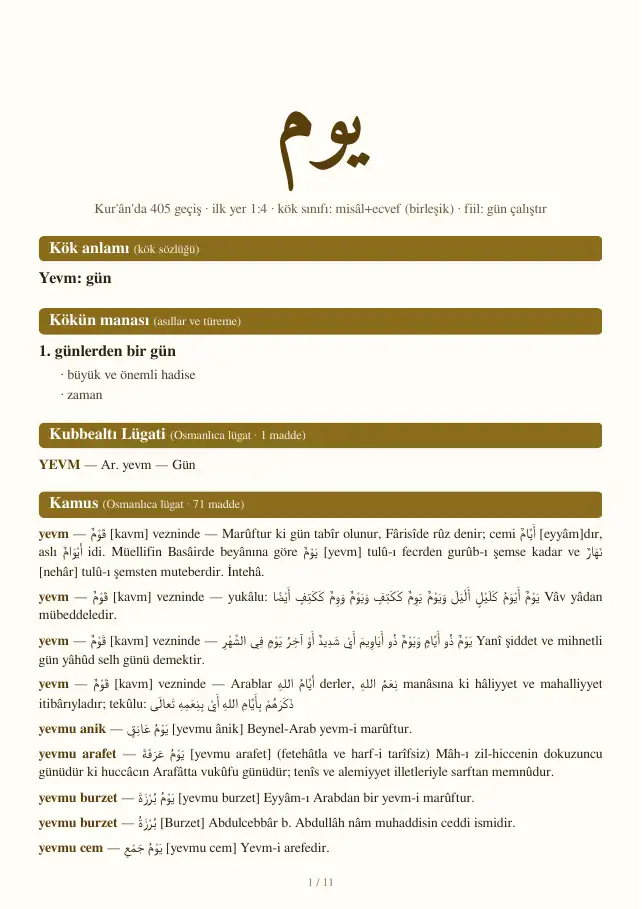 يوم
Kur'ân'da 405 geçiş · ilk yer 1:4 · kök sınıfı: misâl+ecvef (birleşik) · fiil: gün çalıştır
Kök anlamı (kök sözlüğü)
Yevm: gün
Kökün manası (asıllar ve türeme)
1. günlerden bir gün
· büyük ve önemli hadise
· zaman
Kubbealtı Lügati (Osmanlıca lügat · 1 madde)
YEVM — Ar. yevm — Gün
Kamus (Osmanlıca lügat · 71 madde)
yevm — قَوْمٌ [kavm] vezninde — Marûftur ki gün tabîr olunur, Fârisîde rûz denir; cemi أَيَّامٌ [eyyâm]dır,
aslı أَيْوَامٌ idi. Müellifin Basâirde beyânına göre يَوْمٌ [yevm] tulû-ı fecrden gurûb-ı şemse kadar ve نَهَارٌ
[nehâr] tulû-ı şemsten muteberdir. İntehâ.
yevm — قَوْمٌ [kavm] vezninde — yukâlu: يَوْمٌ أَيْوَمُ كَلَيْلٍ أَلْيَلَ وَيَوْمٌ يَوِمٌ كَكَتِفٍ وَيَوْمٌ وَوِمٌ كَكَتِفٍ أَيْضًا Vâv yâdan
mübeddeledir.
yevm — قَوْمٌ [kavm] vezninde — يَوْمٌ ذُو أَيَّامٍ وَيَوْمٌ ذُو أَيَاوِيمَ أَيْ شَدِيدٌ أَوْ آخِرُ يَوْمٍ فِي الشَّهْرِ Yanî şiddet ve mihnetli
gün yâhûd selh günü demektir.
yevm — قَوْمٌ [kavm] vezninde — Arablar أَيَّامُ اللهِ derler, نِعَمُ اللهِ manâsına ki hâliyyet ve mahalliyyet
itibârıyladır; tekûlu: ذَكِّرْهُمْ بِأَيَّامِ اللهِ أَيْ بِنِعَمِهِ تَعَالَى
yevmu anik — يَوْمُ عَانِقٍ [yevmu ânik] Beynel-Arab yevm-i marûftur.
yevmu arafet — يَوْمُ عَرَفَةَ [yevmu arafet] (fetehâtla ve harf-i tarîfsiz) Mâh-ı zil-hiccenin dokuzuncu
günüdür ki huccâcın Arafâtta vukûfu günüdür; tenîs ve alemiyyet illetleriyle sarftan memnûdur.
yevmu burzet — يَوْمُ بُرْزَةَ [yevmu burzet] Eyyâm-ı Arabdan bir yevm-i marûftur.
yevmu burzet — بُرْزَةُ [Burzet] Abdulcebbâr b. Abdullâh nâm muhaddisin ceddi ismidir.
yevmu cem — يَوْمُ جَمْعٍ [yevmu cem] Yevm-i arefedir.
1 / 11